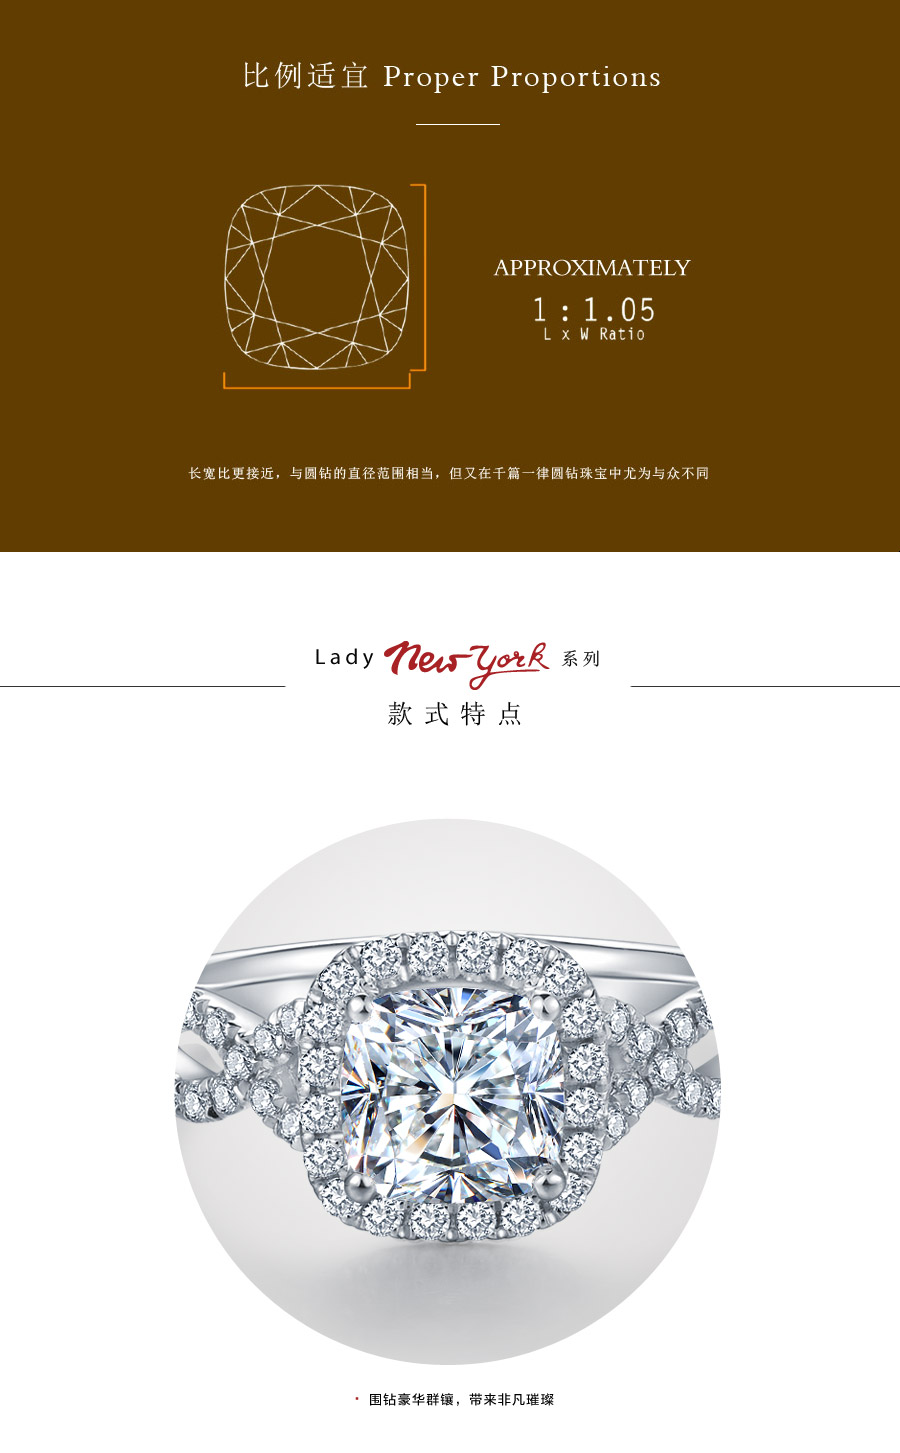 比例适宜 Proper Proportions
APPROXIMATELY
1 : 1.05
L x W Ratio
长宽比更接近，与圆钻的直径范围相当，但又在千篇一律圆钻珠宝中尤为与众不同
Lady New York 系列
款式特点
· 围钻豪华群镶，带来非凡璀璨